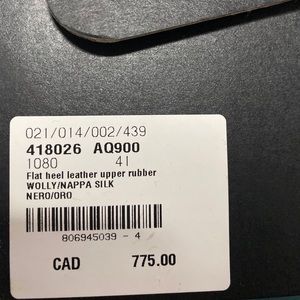 021/014/002/439
418026 AQ900
1080 41
Flat heel leather upper rubber
WOLLY/NAPPA SILK
NERO/ORO
806945039 - 4
CAD 775.00